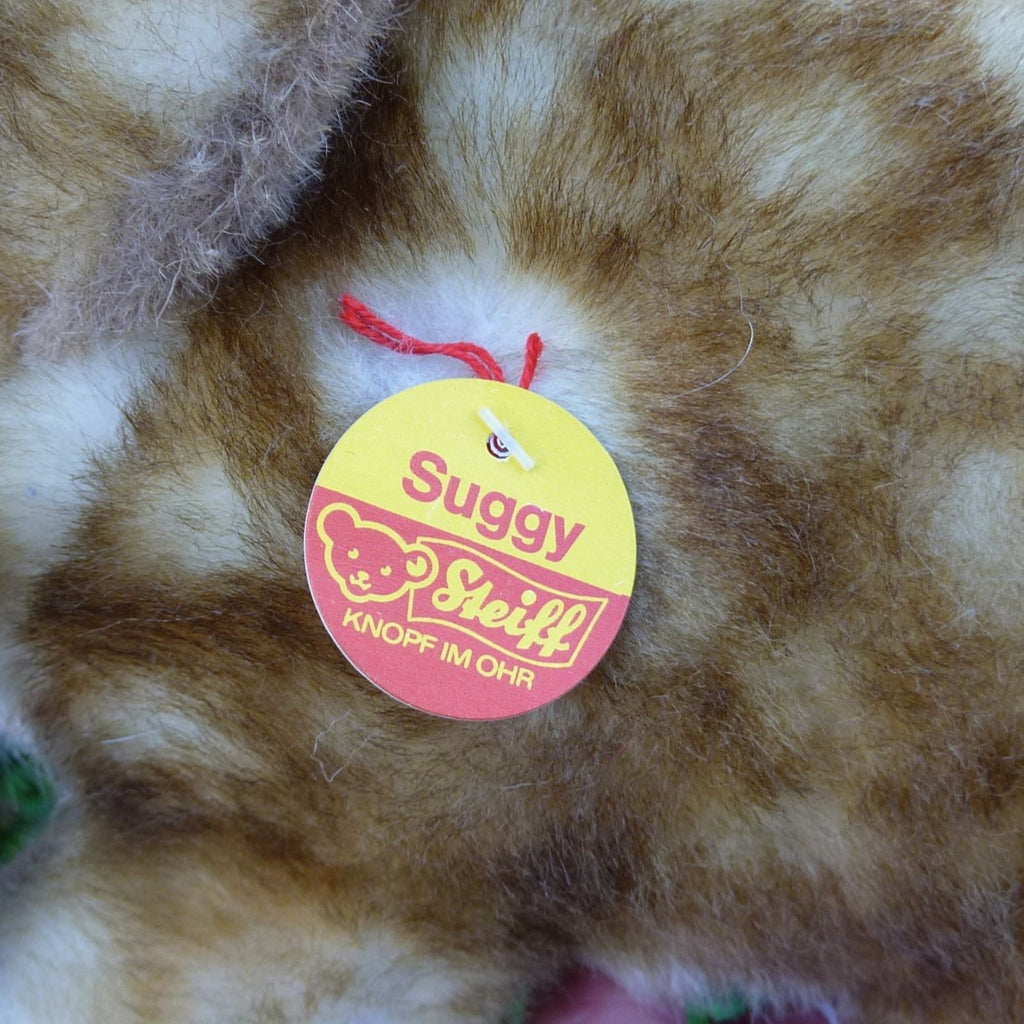 Suggy
Steiff
KNOPF IM OHR